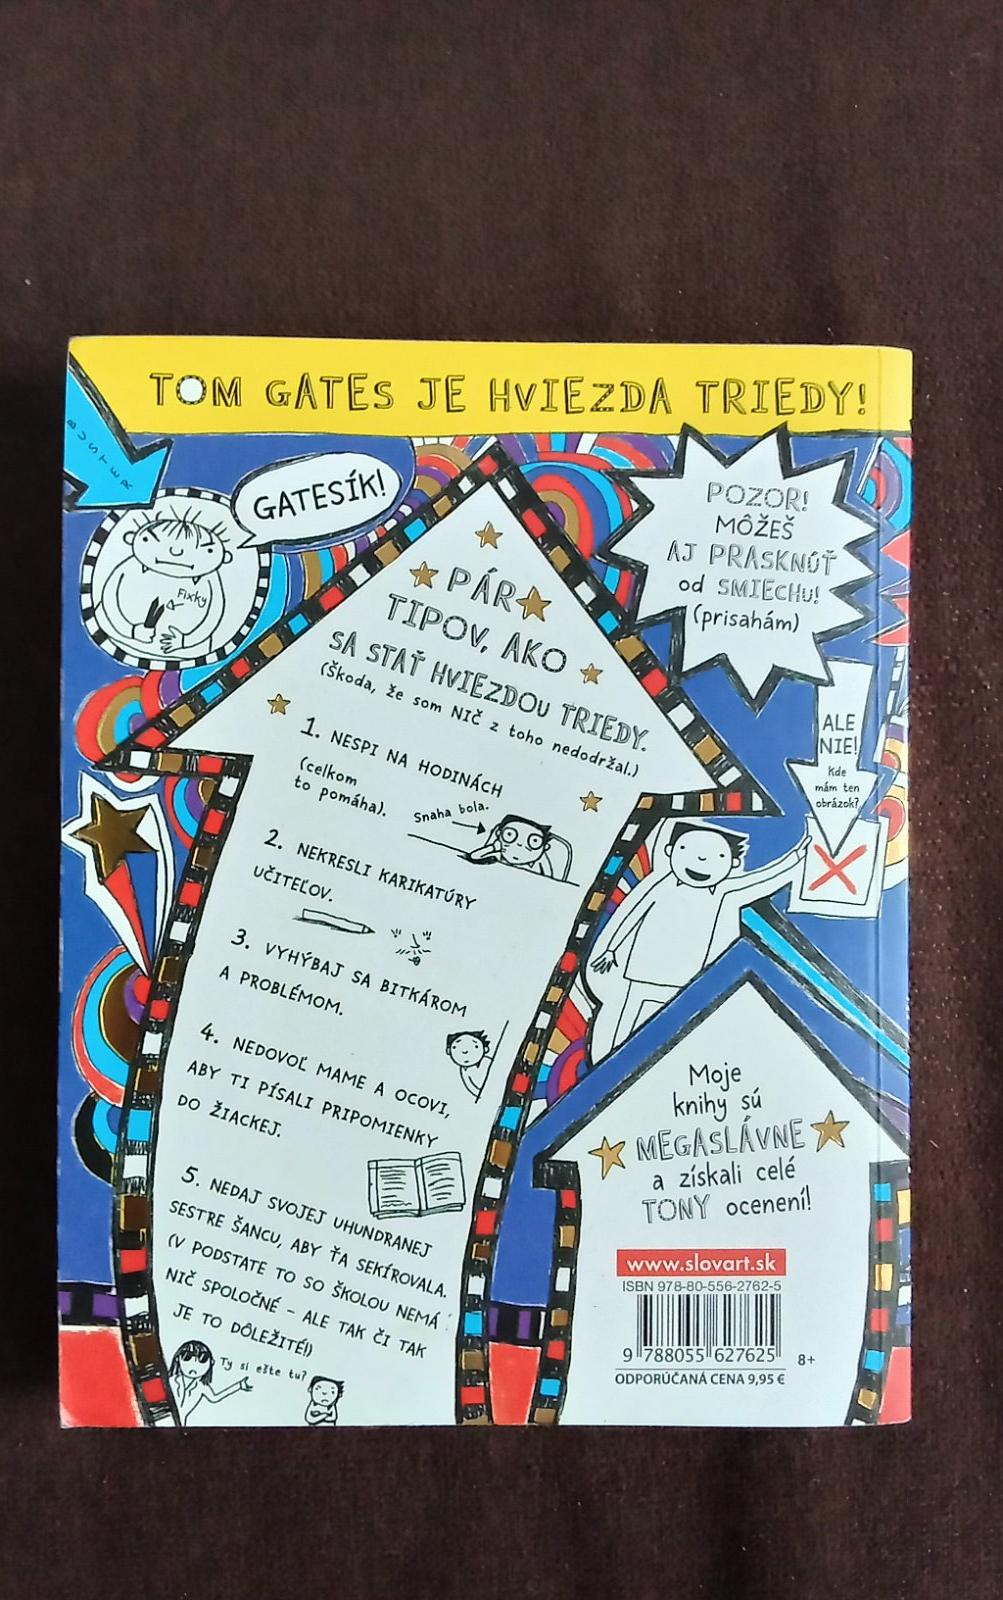 TOM GATES JE HVIEZDA TRIEDY!
BUSTER
GATESÍK!
Fixky
POZOR!
MÔŽEŠ
AJ PRASKNÚŤ
od SMIECHU!
(prisahám)
PÁR
TIPOV, AKO
SA STAŤ HVIEZDOU TRIEDY.
(Škoda, že som NIČ z toho nedodržal.)
1. NESPI NA HODINÁCH
(celkom
to pomáha).
Snaha bola.
2. NEKRESLI KARIKATÚRY
UČITEĽOV.
3. VYHÝBAJ SA BITKÁROM
A PROBLÉMOM.
4. NEDOVOĽ MAME A OCOVI,
ABY TI PÍSALI PRIPOMIENKY
DO ŽIACKEJ.
5. NEDAJ SVOJEJ UHUNDRANEJ
SESTRE ŠANCU, ABY ŤA SEKÍROVALA.
(V PODSTATE TO SO ŠKOLOU NEMÁ
NIČ SPOLOČNÉ – ALE TAK ČI TAK
JE TO DÔLEŽITÉ!)
Ty si ešte tu?
ALE
NIE!
Kde
mám ten
obrázok?
Moje
knihy sú
MEGASLÁVNE
a získali celé
TONY ocenení!
www.slovart.sk
ISBN 978-80-556-2762-5
9 788055 627625
8+
ODPORÚČANÁ CENA 9,95 €